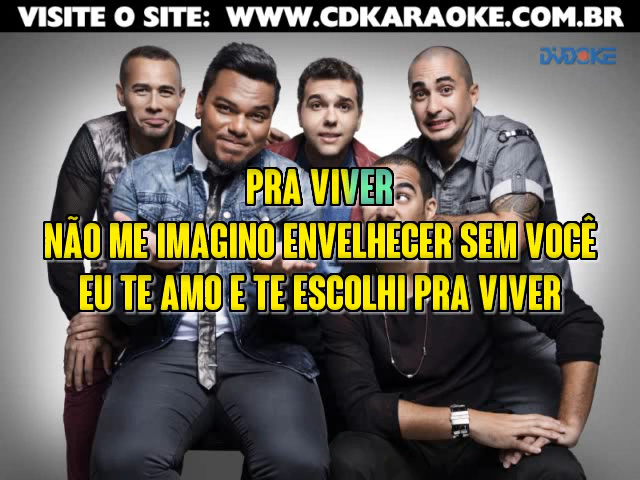 VISITE O SITE: WWW.CDKARAOKE.COM.BR
DVDOKE
PRA VIVER
NÃO ME IMAGINO ENVELHECER SEM VOCÊ
EU TE AMO E TE ESCOLHI PRA VIVER